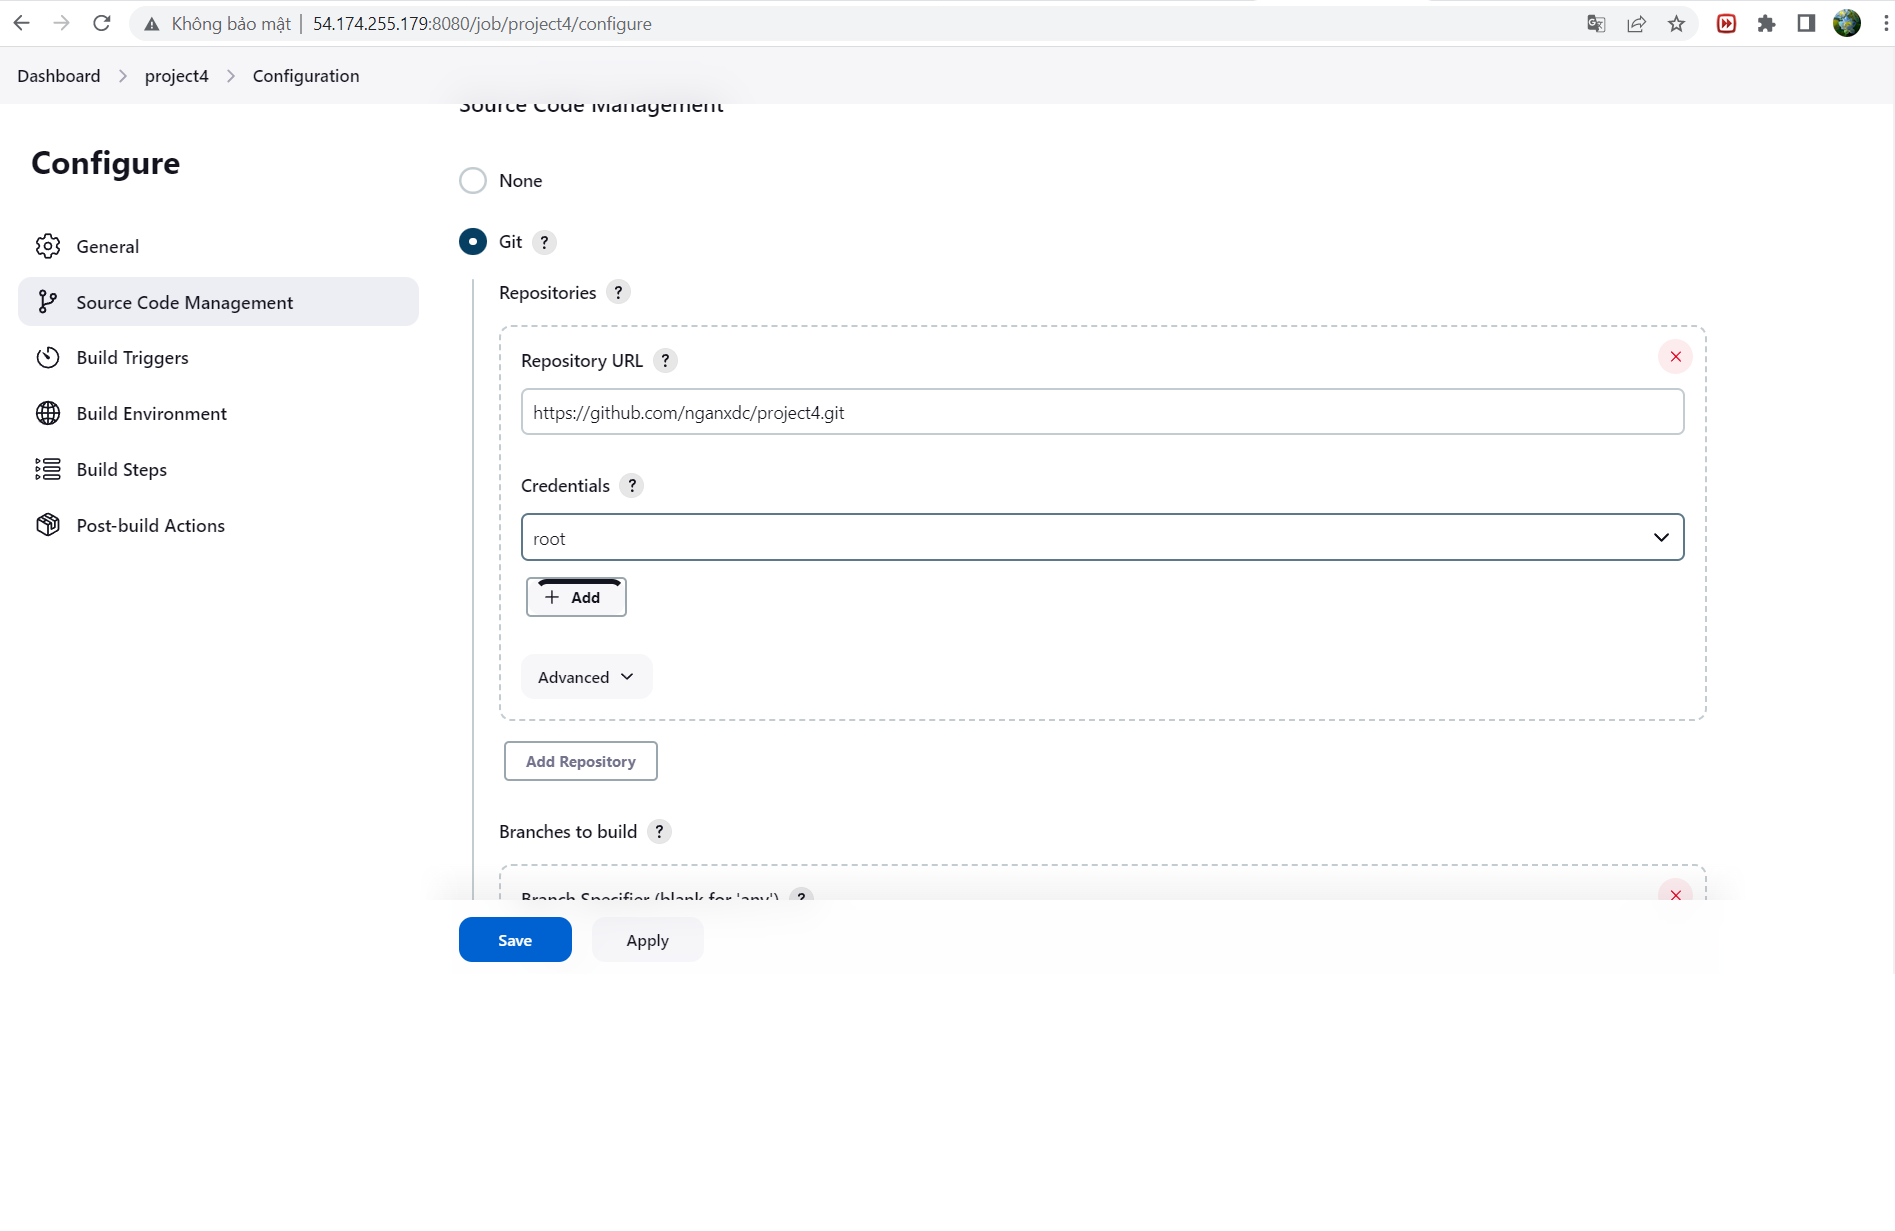 Không bảo mật | 54.174.255.179:8080/job/project4/configure
Dashboard > project4 > Configuration
Source Code Management
Configure
None
General
Git ?
Source Code Management
Repositories ?
Build Triggers
Repository URL ?
Build Environment
https://github.com/nganxdc/project4.git
Build Steps
Credentials ?
Post-build Actions
root
+ Add
Advanced
Add Repository
Branches to build ?
Branch Specifier (blank for 'any') ?
Save
Apply